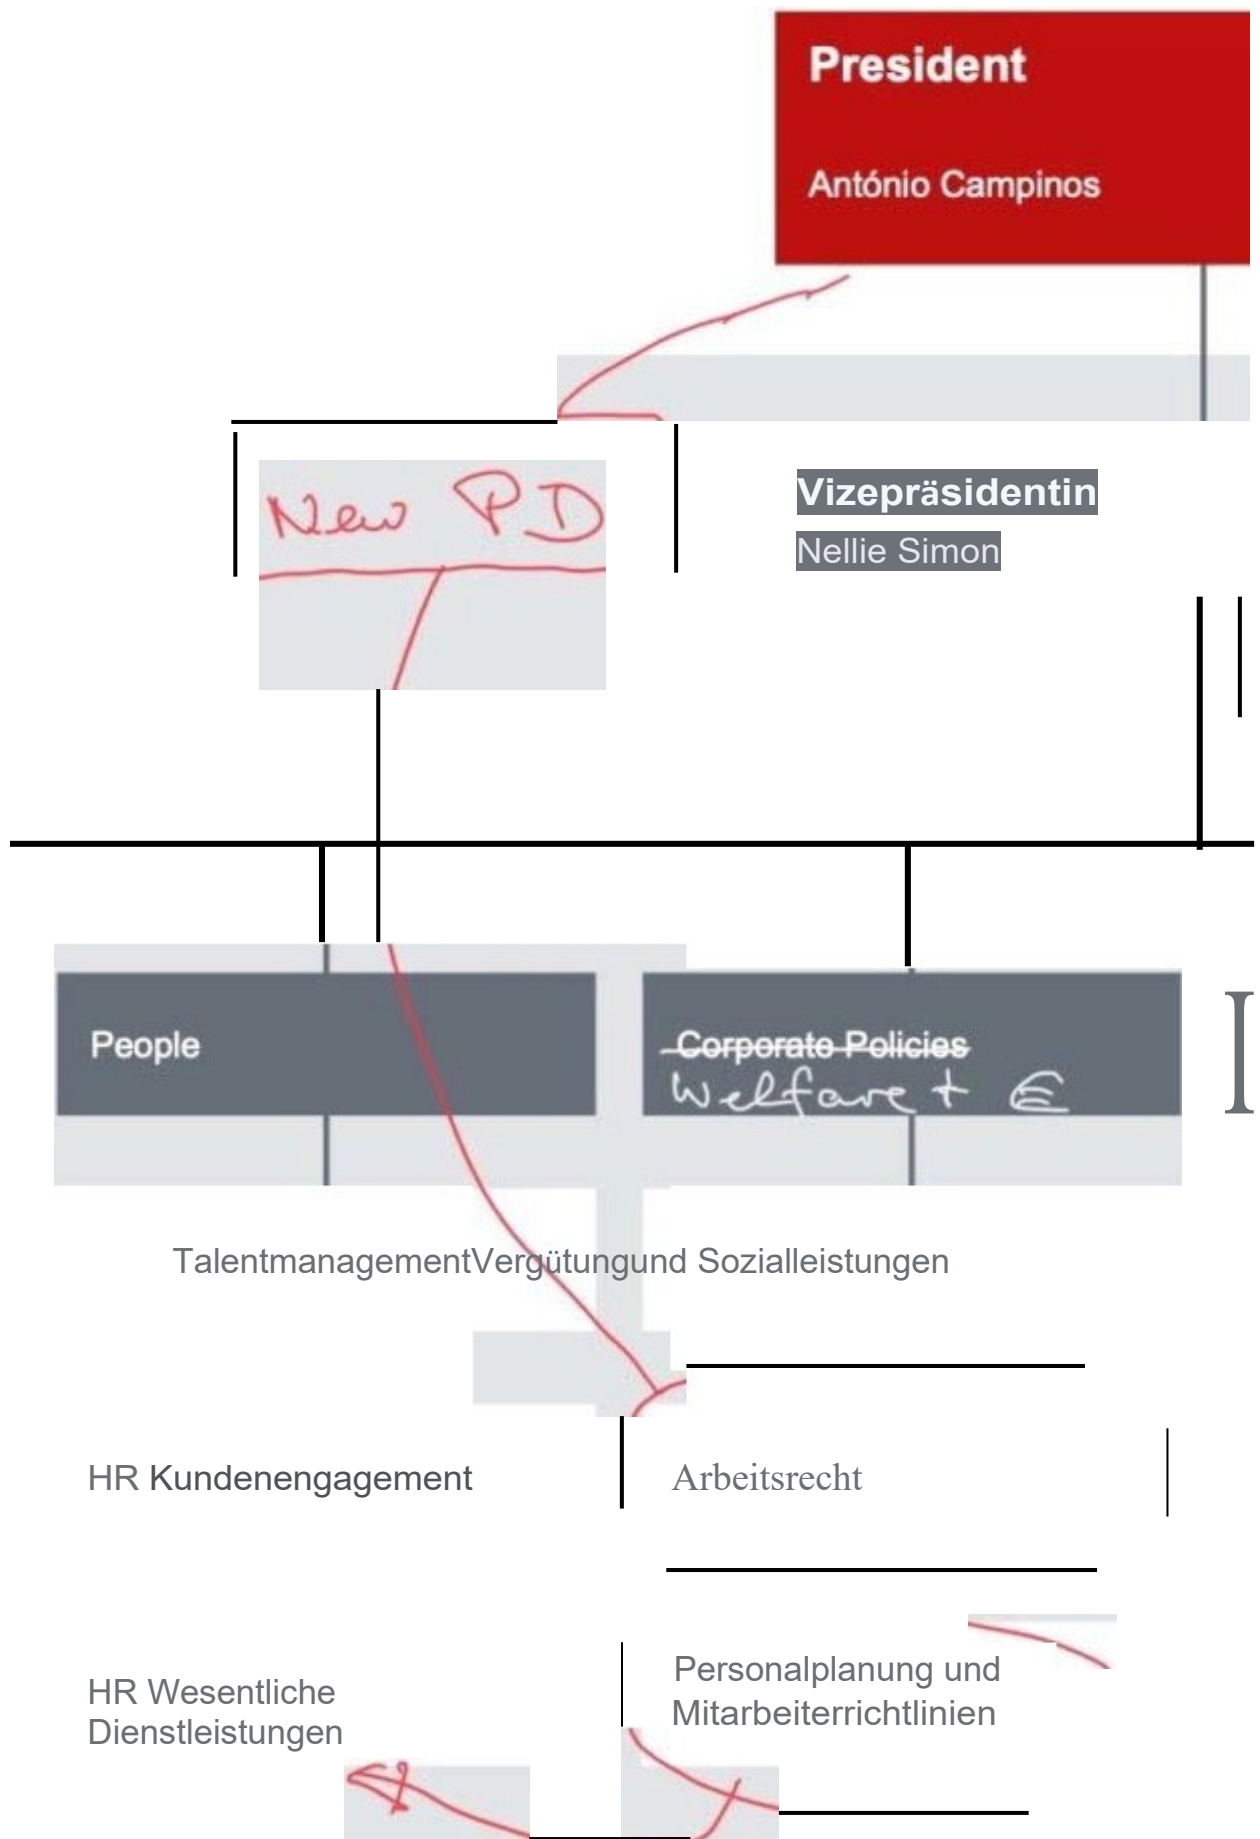 President
António Campinos
New PD
Vizepräsidentin
Nellie Simon
People
Corporate Policies
Welfare + €
TalentmanagementVergütungund Sozialleistungen
HR Kundenengagement
Arbeitsrecht
HR Wesentliche
Dienstleistungen
Personalplanung und
Mitarbeiterrichtlinien